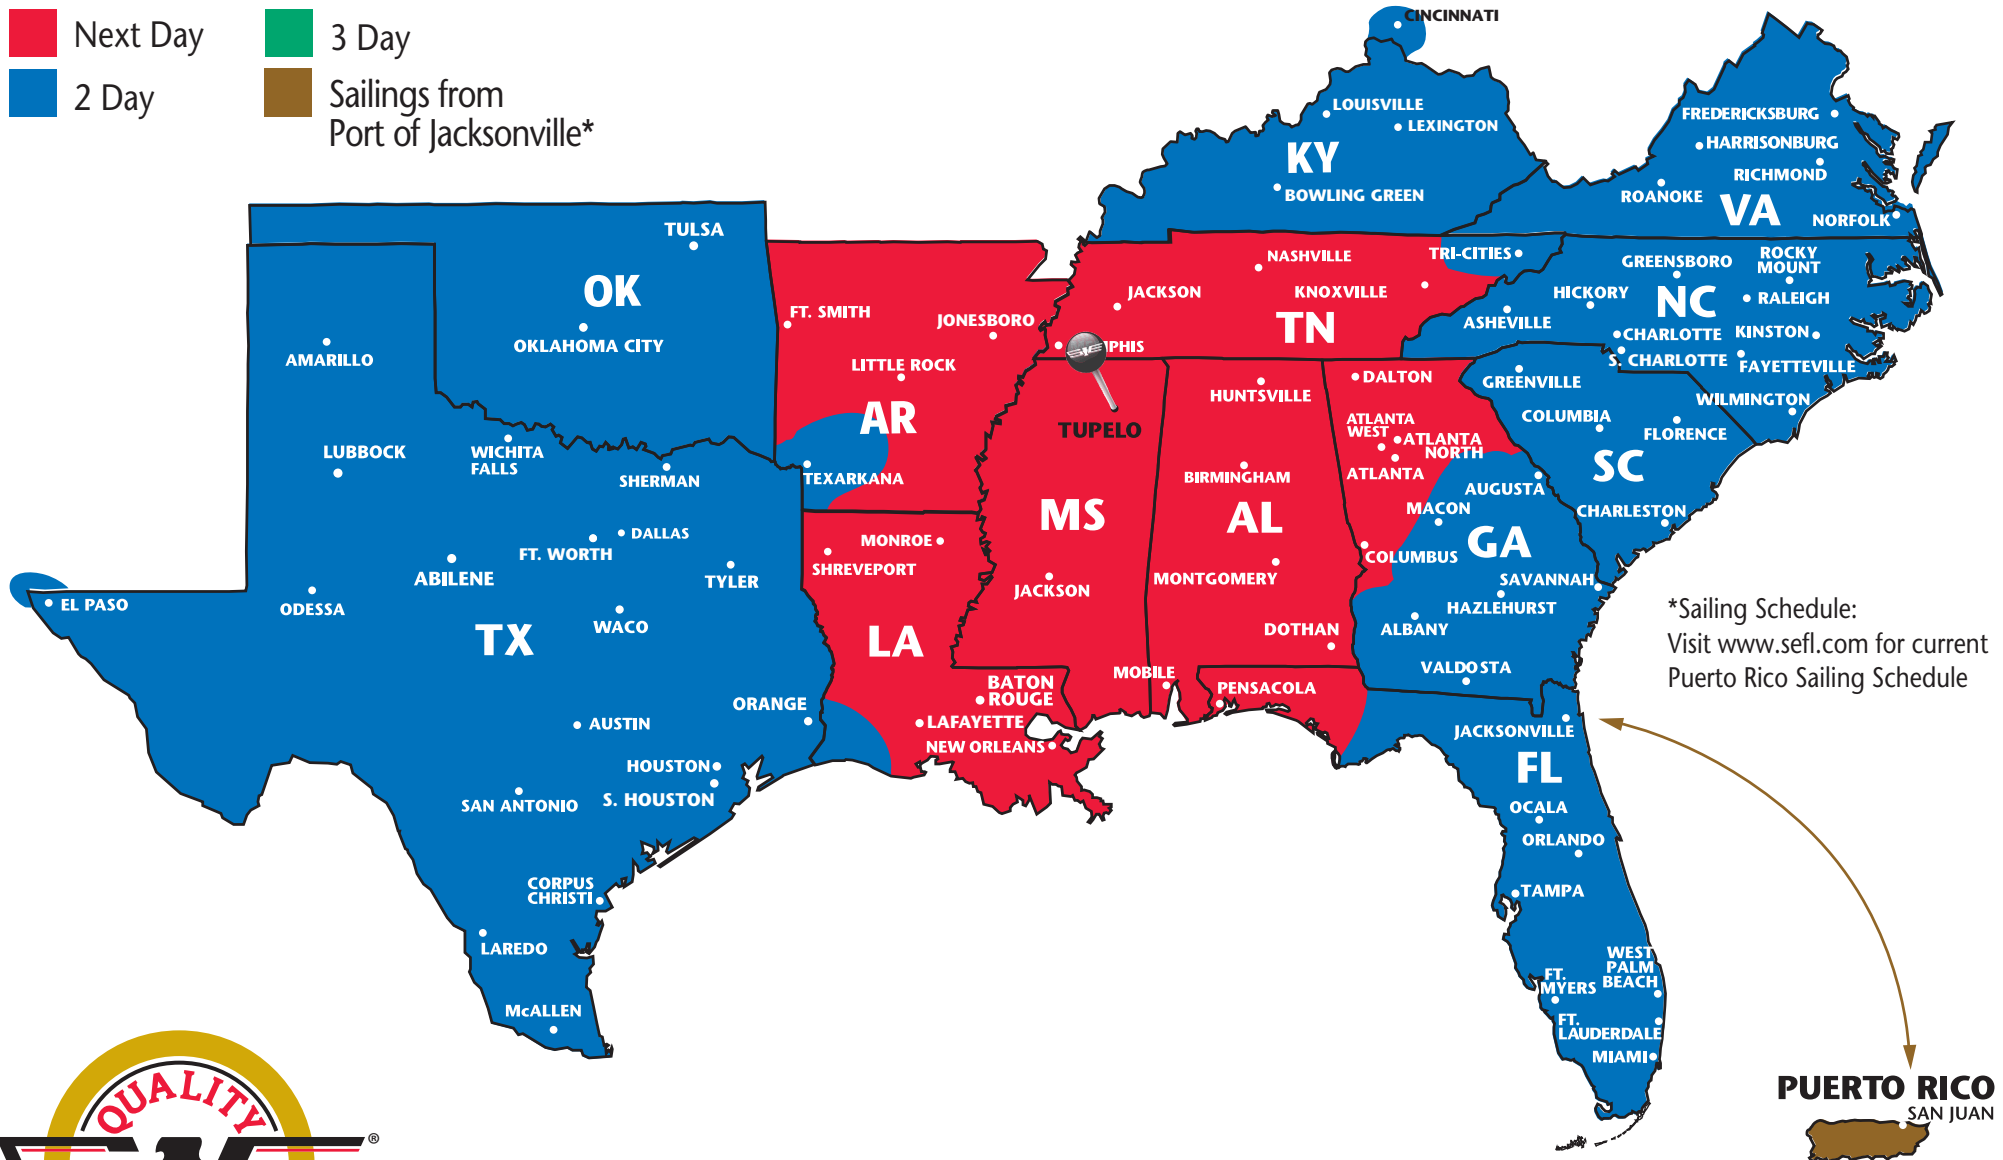 Next Day
3 Day
2 Day
Sailings from
Port of Jacksonville*
CINCINNATI
LOUISVILLE
LEXINGTON
KY
BOWLING GREEN
FREDERICKSBURG
HARRISONBURG
RICHMOND
ROANOKE
VA
NORFOLK
TULSA
OK
OKLAHOMA CITY
AMARILLO
LUBBOCK
WICHITA
FALLS
SHERMAN
DALLAS
FT. WORTH
ABILENE
TYLER
EL PASO
ODESSA
WACO
TX
ORANGE
AUSTIN
HOUSTON
S. HOUSTON
SAN ANTONIO
CORPUS
CHRISTI
LAREDO
McALLEN
FT. SMITH
JONESBORO
LITTLE ROCK
AR
TEXARKANA
MONROE
SHREVEPORT
LA
BATON
ROUGE
LAFAYETTE
NEW ORLEANS
NASHVILLE
TRI-CITIES
JACKSON
KNOXVILLE
TN
PHIS
TUPELO
MS
JACKSON
HUNTSVILLE
BIRMINGHAM
AL
MONTGOMERY
DOTHAN
MOBILE
PENSACOLA
DALTON
ATLANTA
WEST
ATLANTA
NORTH
ATLANTA
AUGUSTA
MACON
GA
COLUMBUS
SAVANNAH
HAZLEHURST
ALBANY
VALDOSTA
GREENSBORO
ROCKY
MOUNT
HICKORY
NC
RALEIGH
ASHEVILLE
CHARLOTTE
KINSTON
S. CHARLOTTE
FAYETTEVILLE
WILMINGTON
GREENVILLE
COLUMBIA
FLORENCE
SC
CHARLESTON
JACKSONVILLE
FL
OCALA
ORLANDO
TAMPA
WEST
PALM
BEACH
FT.
MYERS
FT.
LAUDERDALE
MIAMI
*Sailing Schedule:
Visit www.sefl.com for current
Puerto Rico Sailing Schedule
PUERTO RICO
SAN JUAN
QUALITY
®